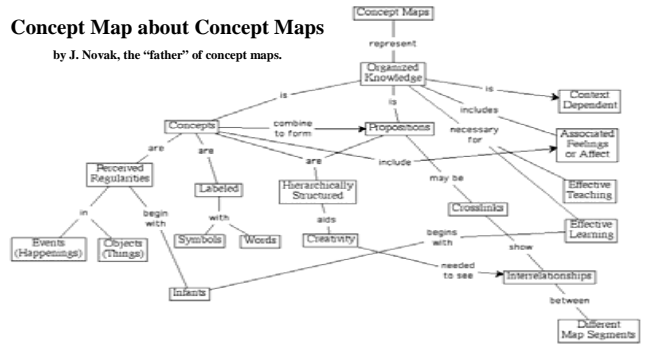 Concept Map about Concept Maps
by J. Novak, the “father” of concept maps.
Concept Maps
represent
Organized
Knowledge
is
is
is
includes
necessary
for
Context
Dependent
Concepts
combine
to form
Propositions
Associated
Feelings
or Affect
are
are
are
include
may be
Perceived
Regularities
Labeled
Hierarchically
Structured
Effective
Teaching
in
begin
with
with
aids
Crosslinks
Effective
Learning
Events
(Happenings)
Objects
(Things)
Symbols
Words
Creativity
begins
with
show
needed
to see
Interrelationships
Infants
between
Different
Map Segments